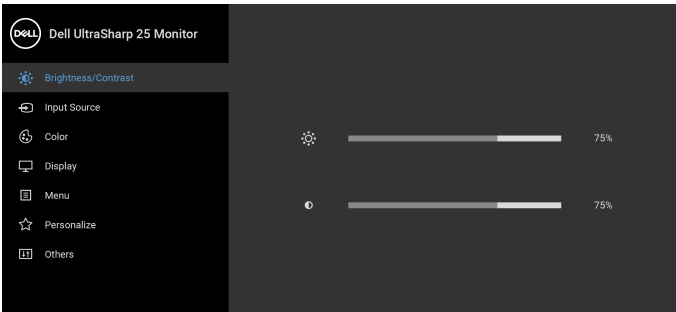 DELL
Dell UltraSharp 25 Monitor
Brightness/Contrast
Input Source
Color
Display
Menu
Personalize
Others
75%
75%